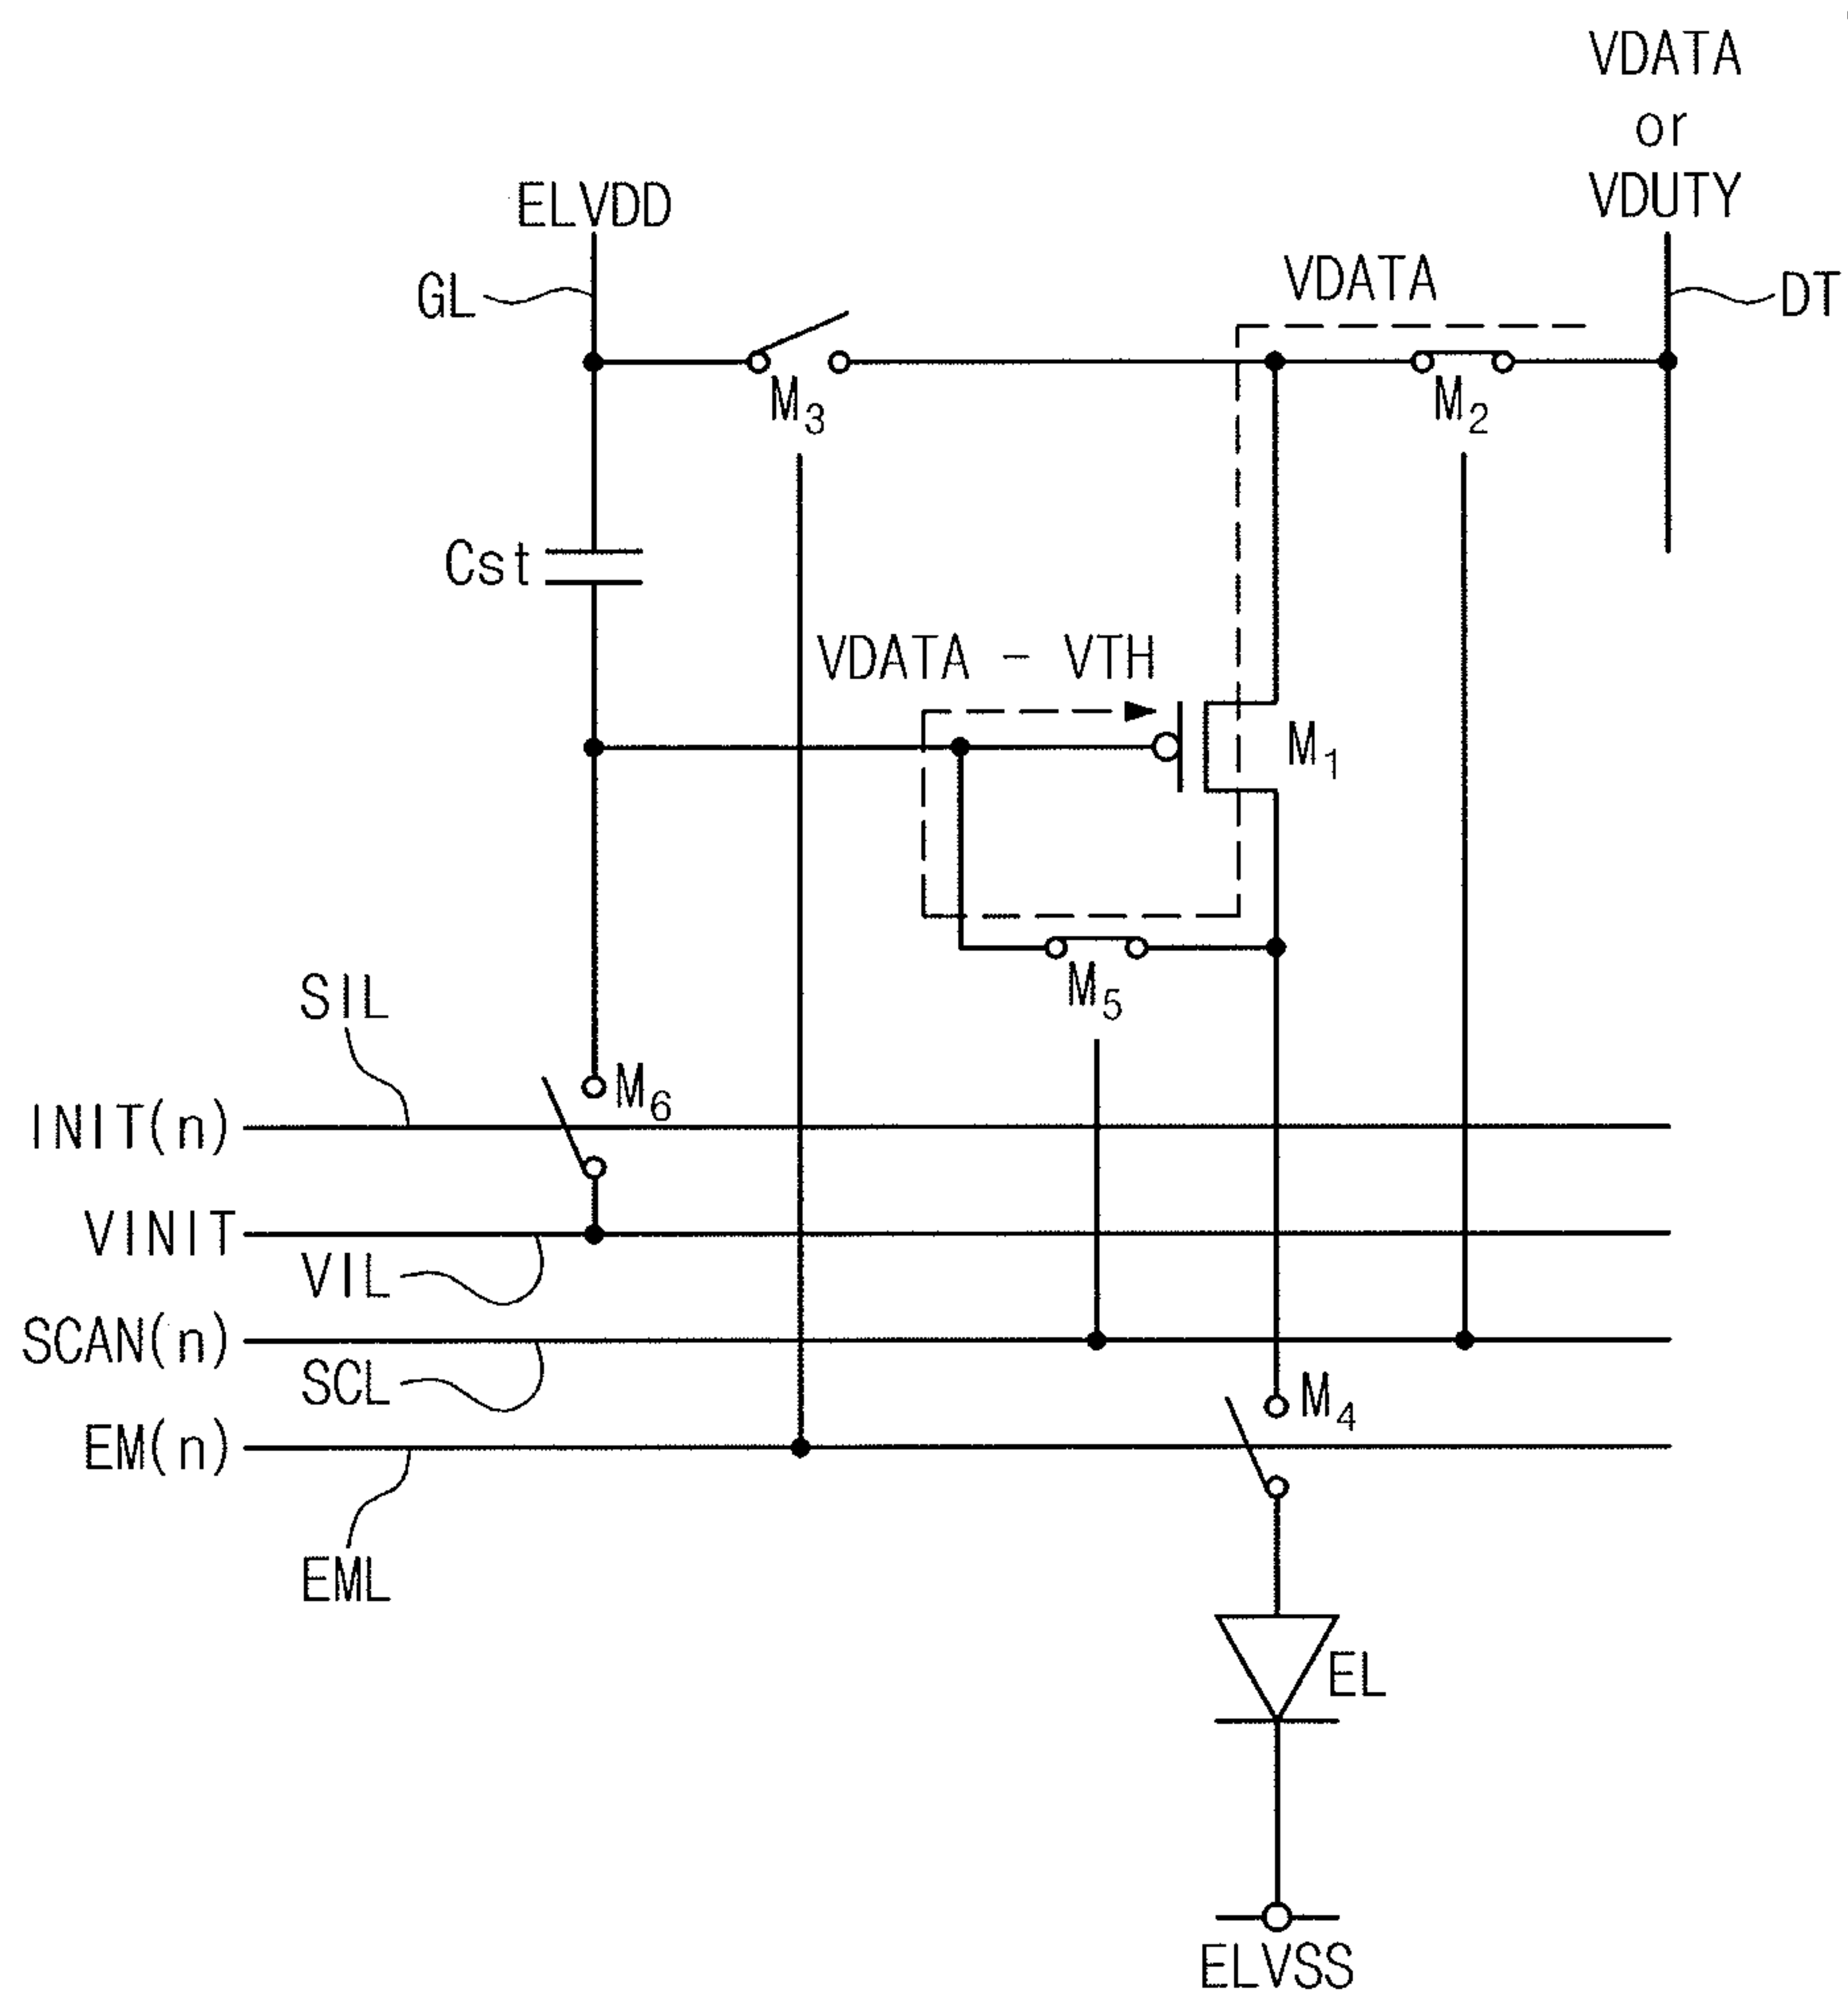 VDATA
or
VDUTY
ELVDD
GL
VDATA
DT
M3
M2
Cst
VDATA - VTH
M1
M5
SIL
M6
INIT(n)
VINIT
VIL
SCAN(n)
SCL
M4
EM(n)
EML
EL
ELVSS